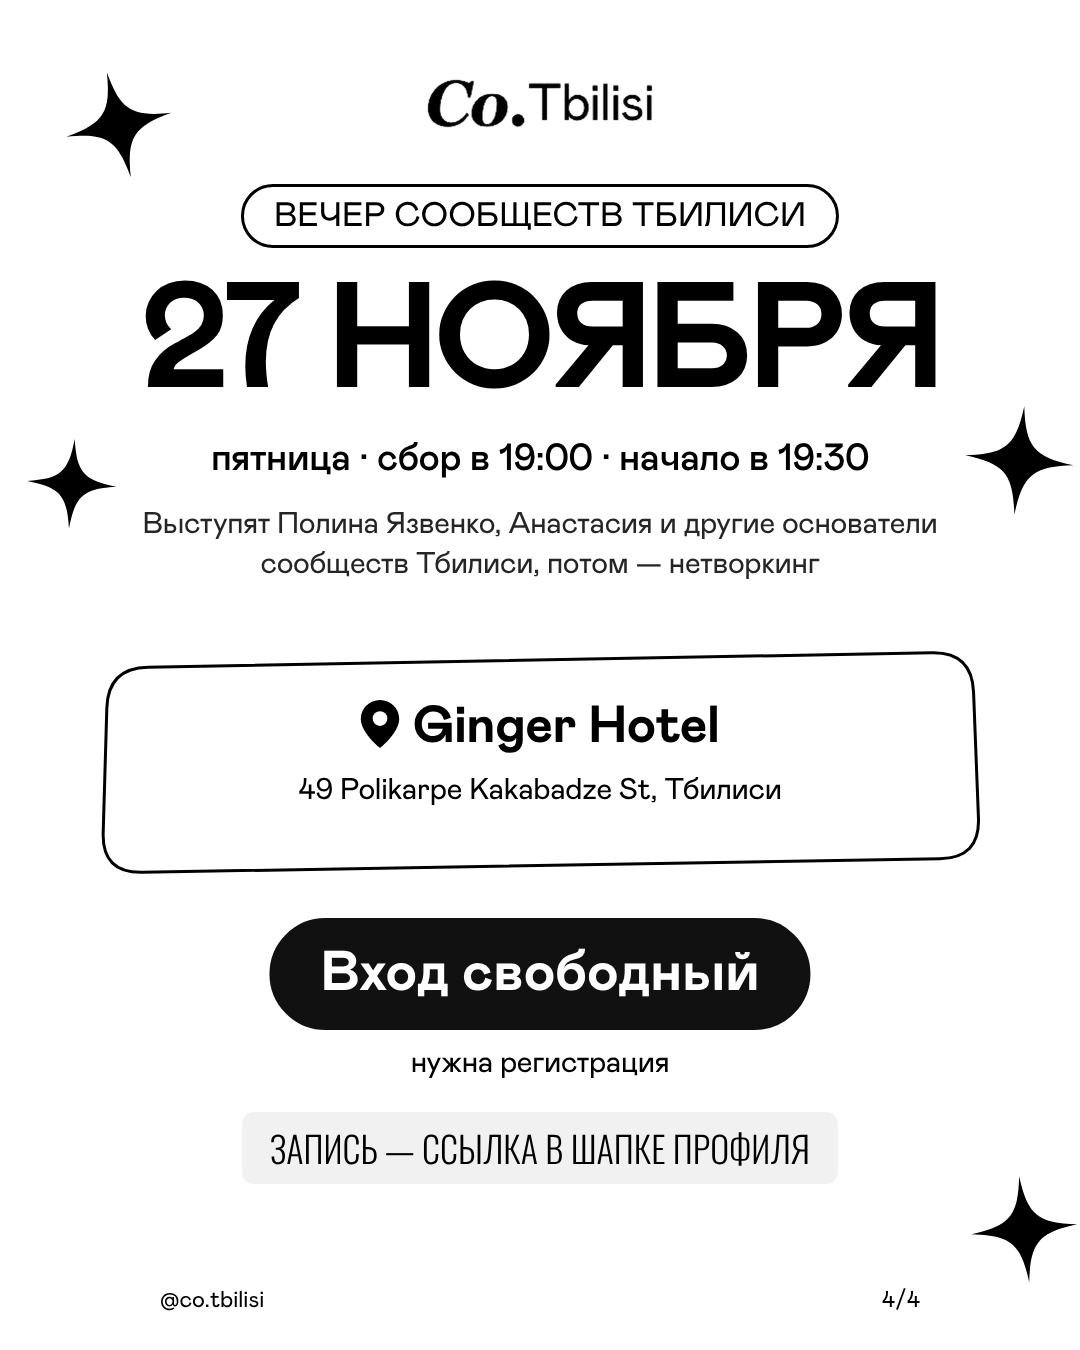 Co.Tbilisi
ВЕЧЕР СООБЩЕСТВ ТБИЛИСИ
27 НОЯБРЯ
пятница · сбор в 19:00 · начало в 19:30
Выступят Полина Язвенко, Анастасия и другие основатели
сообществ Тбилиси, потом — нетворкинг
Ginger Hotel
49 Polikarpe Kakabadze St, Тбилиси
Вход свободный
нужна регистрация
ЗАПИСЬ — ССЫЛКА В ШАПКЕ ПРОФИЛЯ
@co.tbilisi
4/4